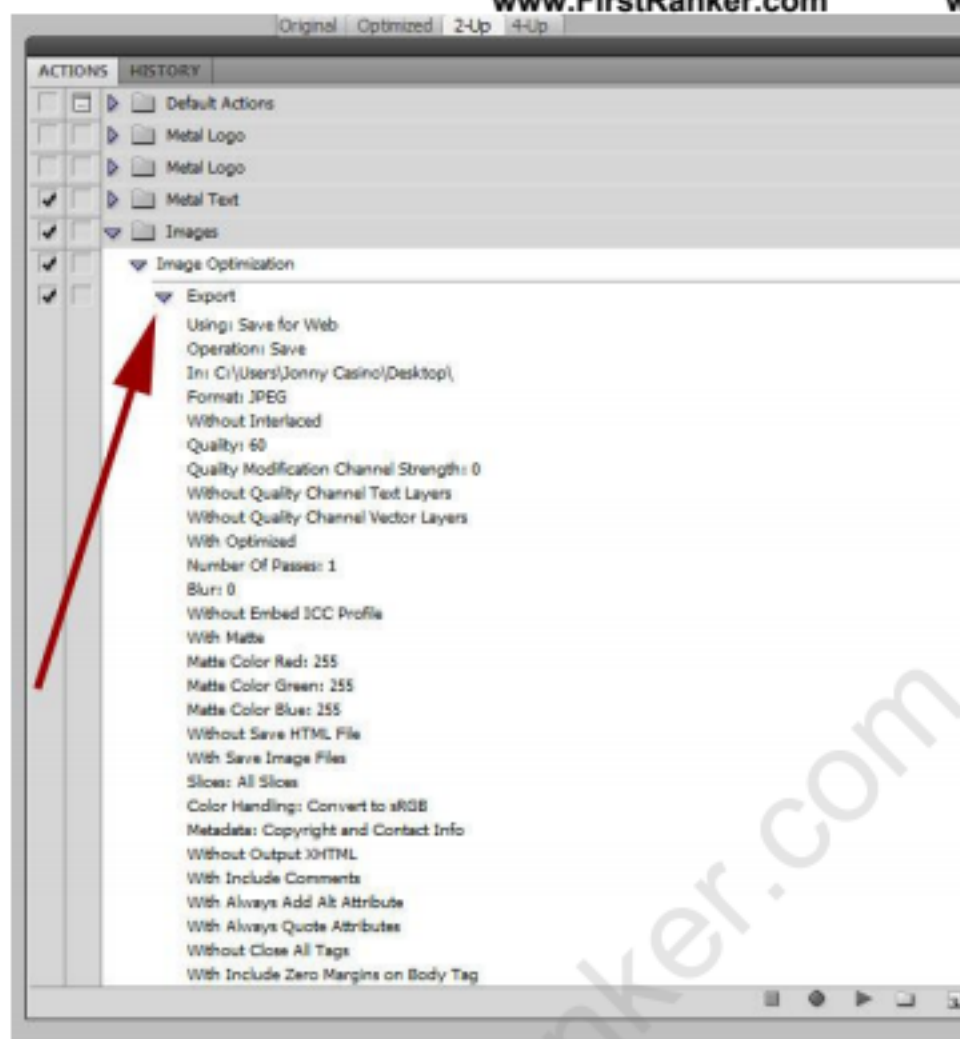 www.FirstRanker.com
Original Optimized 2-Up 4-Up
ACTIONS HISTORY
Default Actions
Metal Logo
Metal Logo
Metal Text
Images
Image Optimization
Export
Using: Save for Web
Operation: Save
In: C:\Users\Jonny Casino\Desktop\
Format: JPEG
Without Interlaced
Quality: 60
Quality Modification Channel Strength: 0
Without Quality Channel Text Layers
Without Quality Channel Vector Layers
With Optimized
Number Of Passes: 1
Blur: 0
Without Embed ICC Profile
With Matte
Matte Color Red: 255
Matte Color Green: 255
Matte Color Blue: 255
Without Save HTML File
With Save Image Files
Slices: All Slices
Color Handling: Convert to sRGB
Metadata: Copyright and Contact Info
Without Output XHTML
With Include Comments
With Always Add Alt Attribute
With Always Quote Attributes
Without Close All Tags
With Include Zero Margins on Body Tag
nker.com